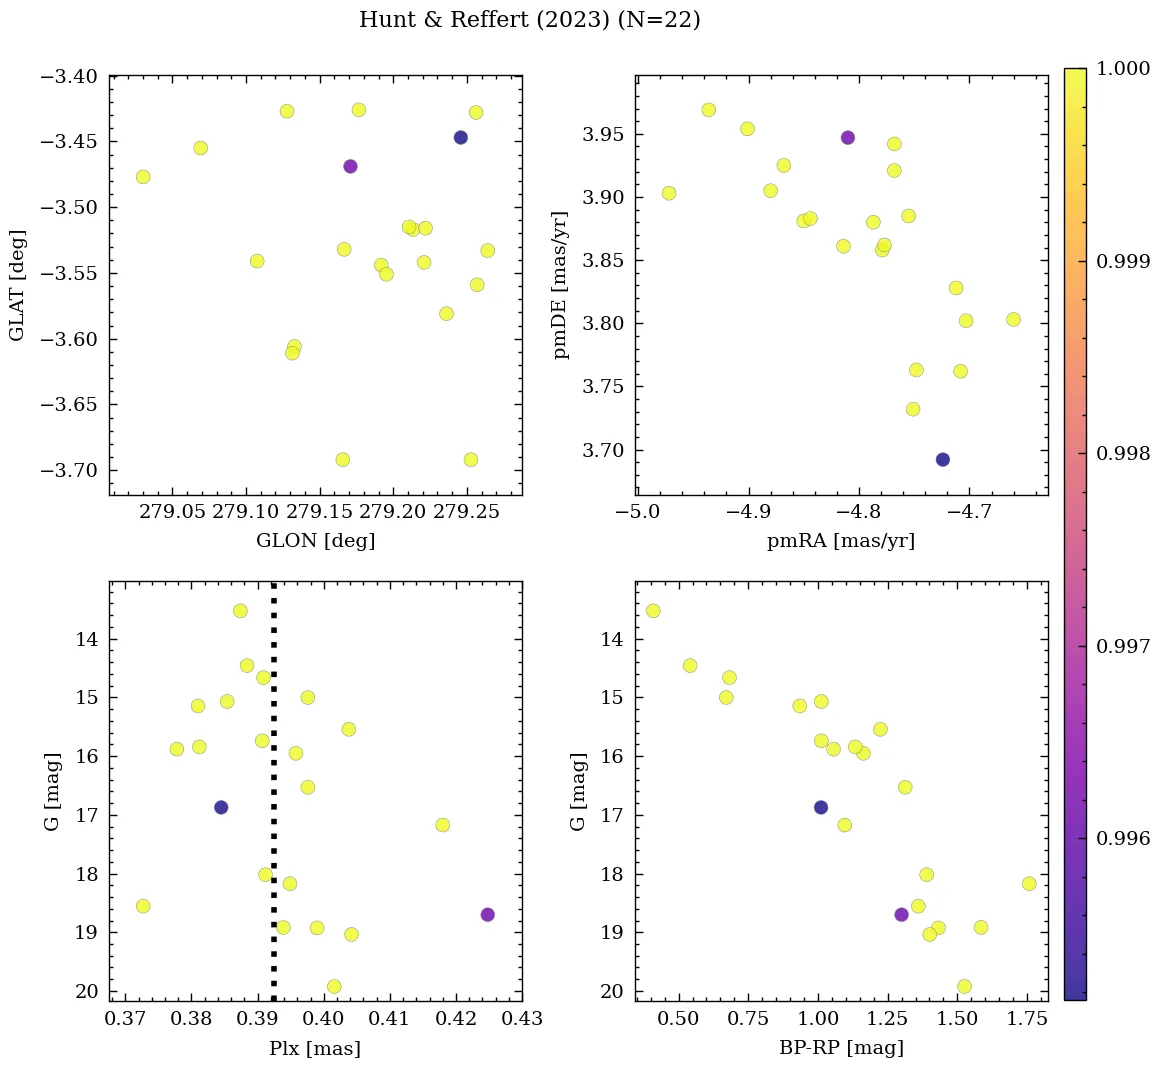 Hunt & Reffert (2023) (N=22)
−3.40
−3.45
−3.50
−3.55
−3.60
−3.65
−3.70
GLAT [deg]
279.05 279.10 279.15 279.20 279.25
GLON [deg]
3.95
3.90
3.85
3.80
3.75
3.70
pmDE [mas/yr]
−5.0 −4.9 −4.8 −4.7
pmRA [mas/yr]
1.000
0.999
0.998
0.997
0.996
14
15
16
17
18
19
20
G [mag]
0.37 0.38 0.39 0.40 0.41 0.42 0.43
Plx [mas]
14
15
16
17
18
19
20
G [mag]
0.50 0.75 1.00 1.25 1.50 1.75
BP-RP [mag]